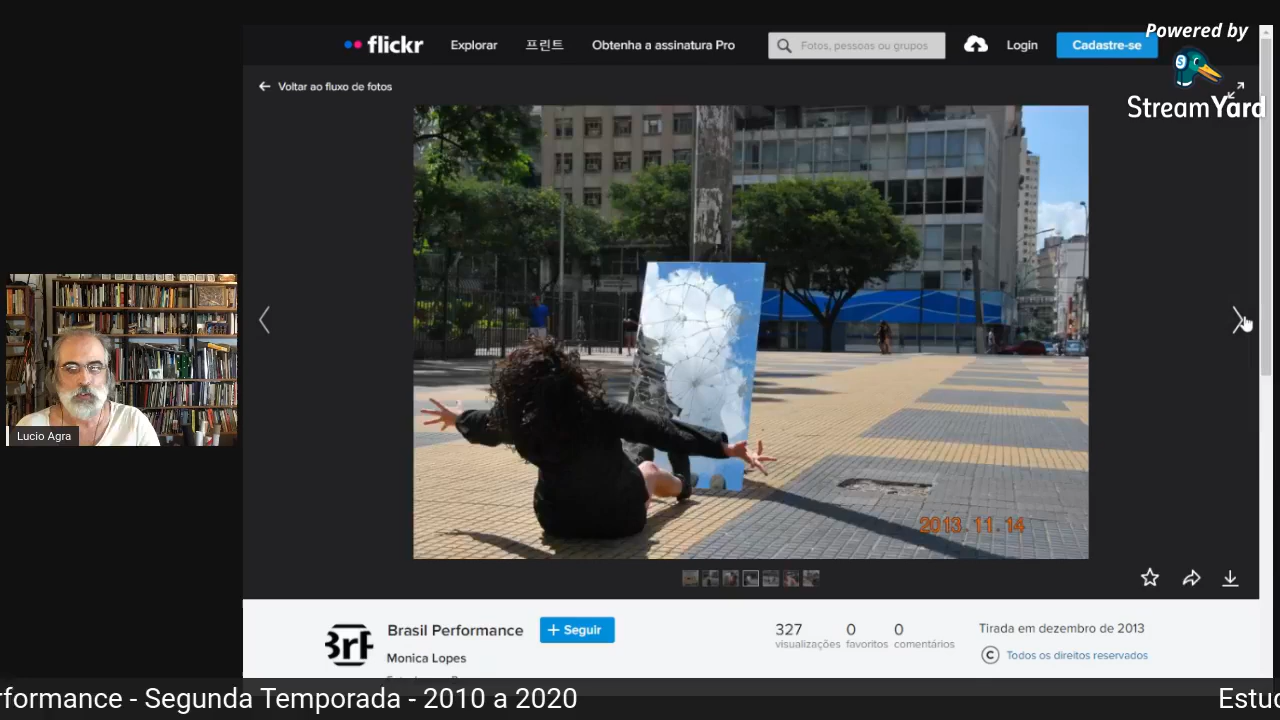 Powered by
StreamYard
flickr
Explorar
프린트
Obtenha a assinatura Pro
Fotos, pessoas ou grupos
Login
Cadastre-se
Voltar ao fluxo de fotos
2013.11.14
Lucio Agra
3rF
Brasil Performance
+ Seguir
Monica Lopes
327
visualizações
0
favoritos
0
comentários
Tirada em dezembro de 2013
© Todos os direitos reservados
rformance - Segunda Temporada - 2010 a 2020
Estud